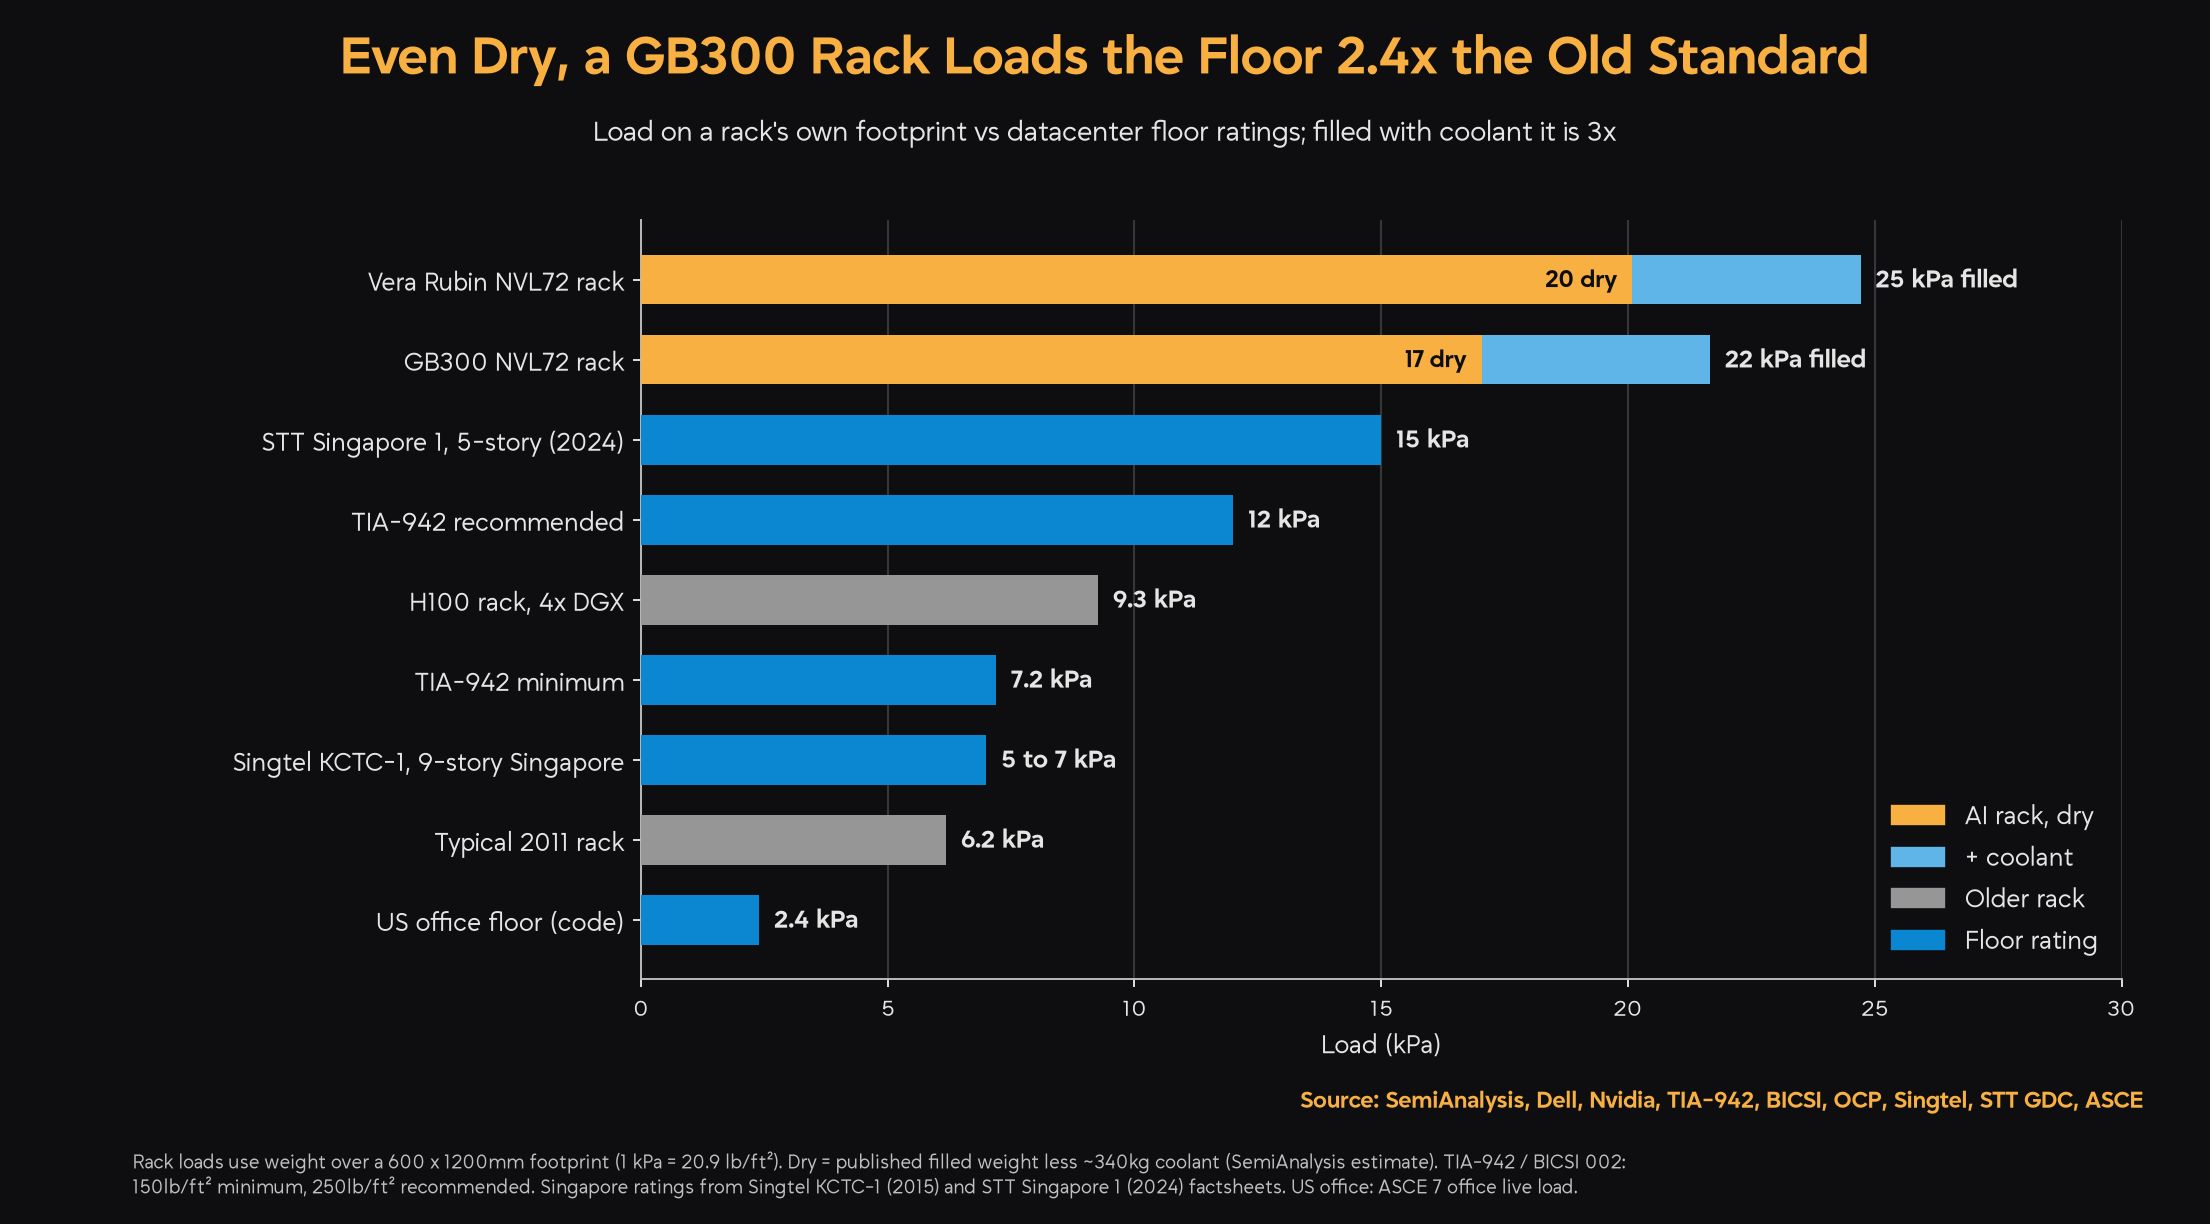 Even Dry, a GB300 Rack Loads the Floor 2.4x the Old Standard
Load on a rack's own footprint vs datacenter floor ratings; filled with coolant it is 3x
Vera Rubin NVL72 rack
20 dry
25 kPa filled
GB300 NVL72 rack
17 dry
22 kPa filled
STT Singapore 1, 5-story (2024)
15 kPa
TIA-942 recommended
12 kPa
H100 rack, 4x DGX
9.3 kPa
TIA-942 minimum
7.2 kPa
Singtel KCTC-1, 9-story Singapore
5 to 7 kPa
Typical 2011 rack
6.2 kPa
US office floor (code)
2.4 kPa
AI rack, dry
+ coolant
Older rack
Floor rating
0 5 10 15 20 25 30
Load (kPa)
Source: SemiAnalysis, Dell, Nvidia, TIA-942, BICSI, OCP, Singtel, STT GDC, ASCE
Rack loads use weight over a 600 x 1200mm footprint (1 kPa = 20.9 lb/ft²). Dry = published filled weight less ~340kg coolant (SemiAnalysis estimate). TIA-942 / BICSI 002:
150lb/ft² minimum, 250lb/ft² recommended. Singapore ratings from Singtel KCTC-1 (2015) and STT Singapore 1 (2024) factsheets. US office: ASCE 7 office live load.